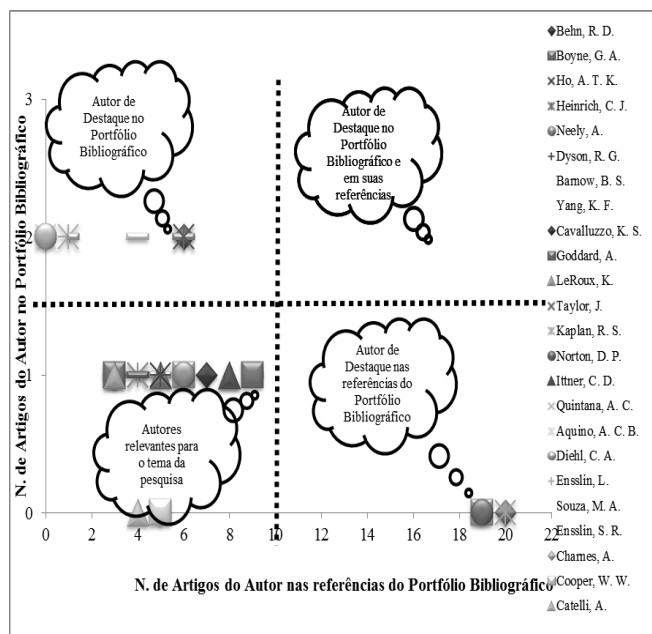 N. de Artigos do Autor no Portfólio Bibliográfico
3
2
1
0
Autor de
Destaque no
Portfólio
Bibliográfico
Autor de
Destaque no
Portfólio
Bibliográfico e
em suas
referências
Autores
relevantes para
o tema da
pesquisa
Autor de
Destaque nas
referências do
Portfólio
Bibliográfico
0 2 4 6 8 10 12 14 16 18 20 22
N. de Artigos do Autor nas referências do Portfólio Bibliográfico
Behn, R. D.
Boyne, G. A.
Ho, A. T. K.
Heinrich, C. J.
Neely, A.
Dyson, R. G.
Barnow, B. S.
Yang, K. F.
Cavalluzzo, K. S.
Goddard, A.
LeRoux, K.
Taylor, J.
Kaplan, R. S.
Norton, D. P.
Ittner, C. D.
Quintana, A. C.
Aquino, A. C. B.
Diehl, C. A.
Ensslin, L.
Souza, M. A.
Ensslin, S. R.
Charnes, A.
Cooper, W. W.
Catelli, A.